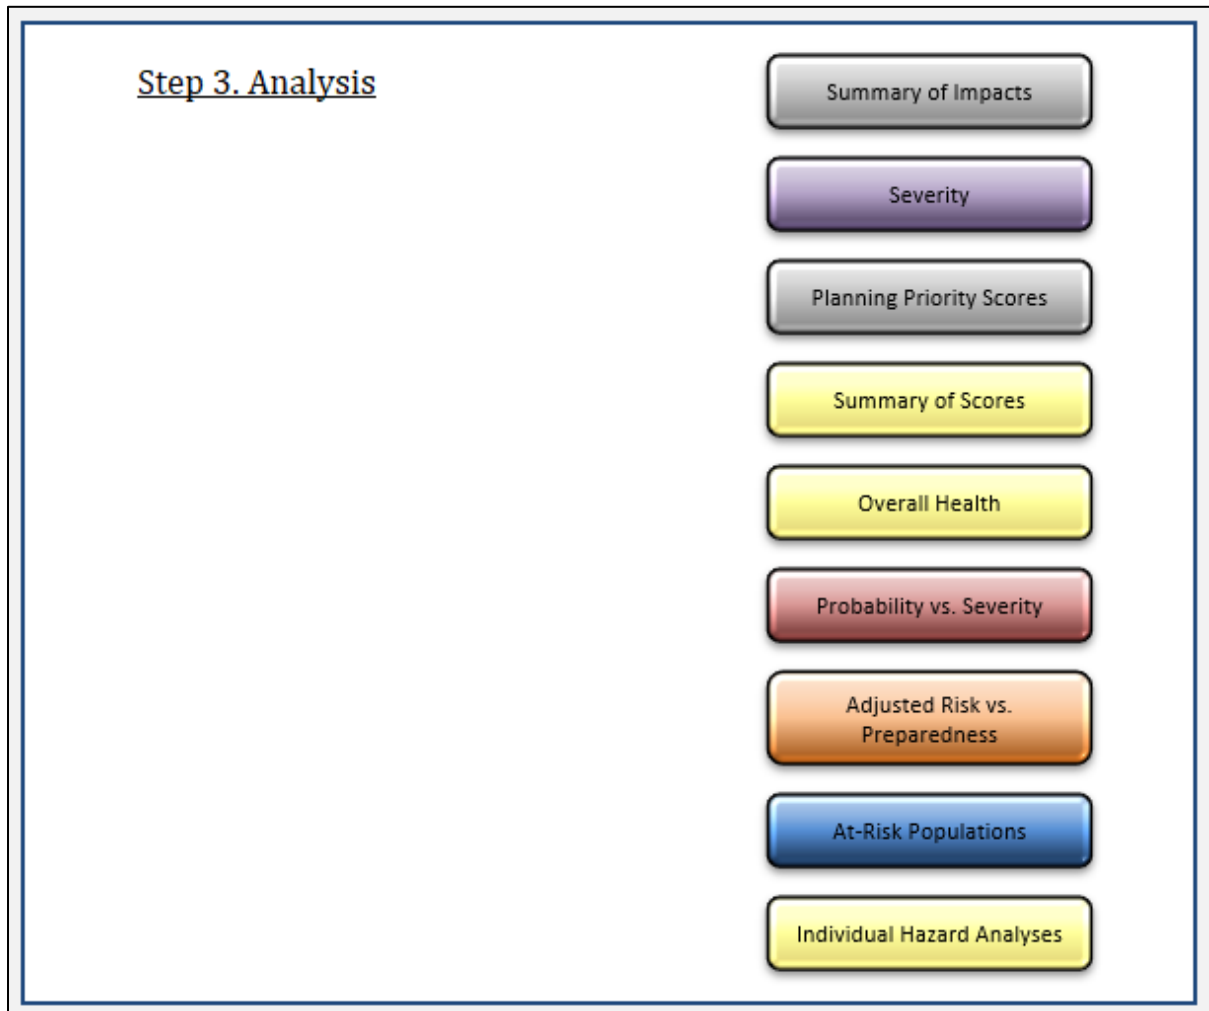 Step 3. Analysis
Summary of Impacts
Severity
Planning Priority Scores
Summary of Scores
Overall Health
Probability vs. Severity
Adjusted Risk vs.
Preparedness
At-Risk Populations
Individual Hazard Analyses